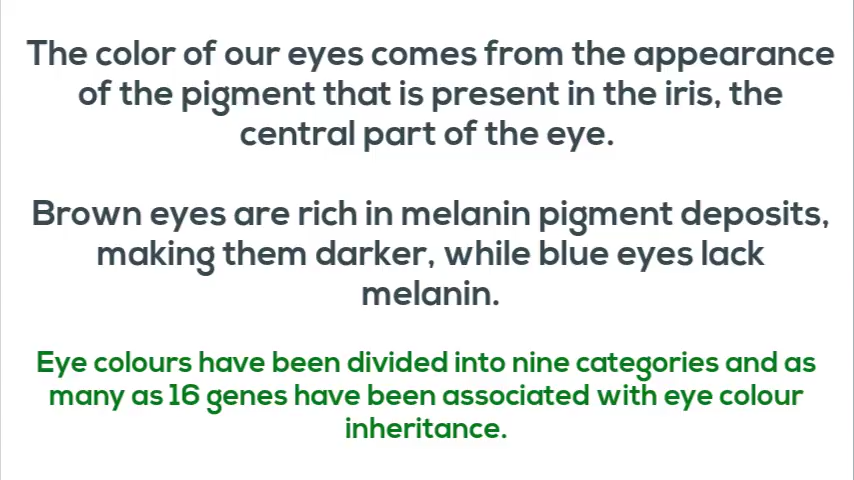 The color of our eyes comes from the appearance
of the pigment that is present in the iris, the
central part of the eye.
Brown eyes are rich in melanin pigment deposits,
making them darker, while blue eyes lack
melanin.
Eye colours have been divided into nine categories and as
many as 16 genes have been associated with eye colour
inheritance.